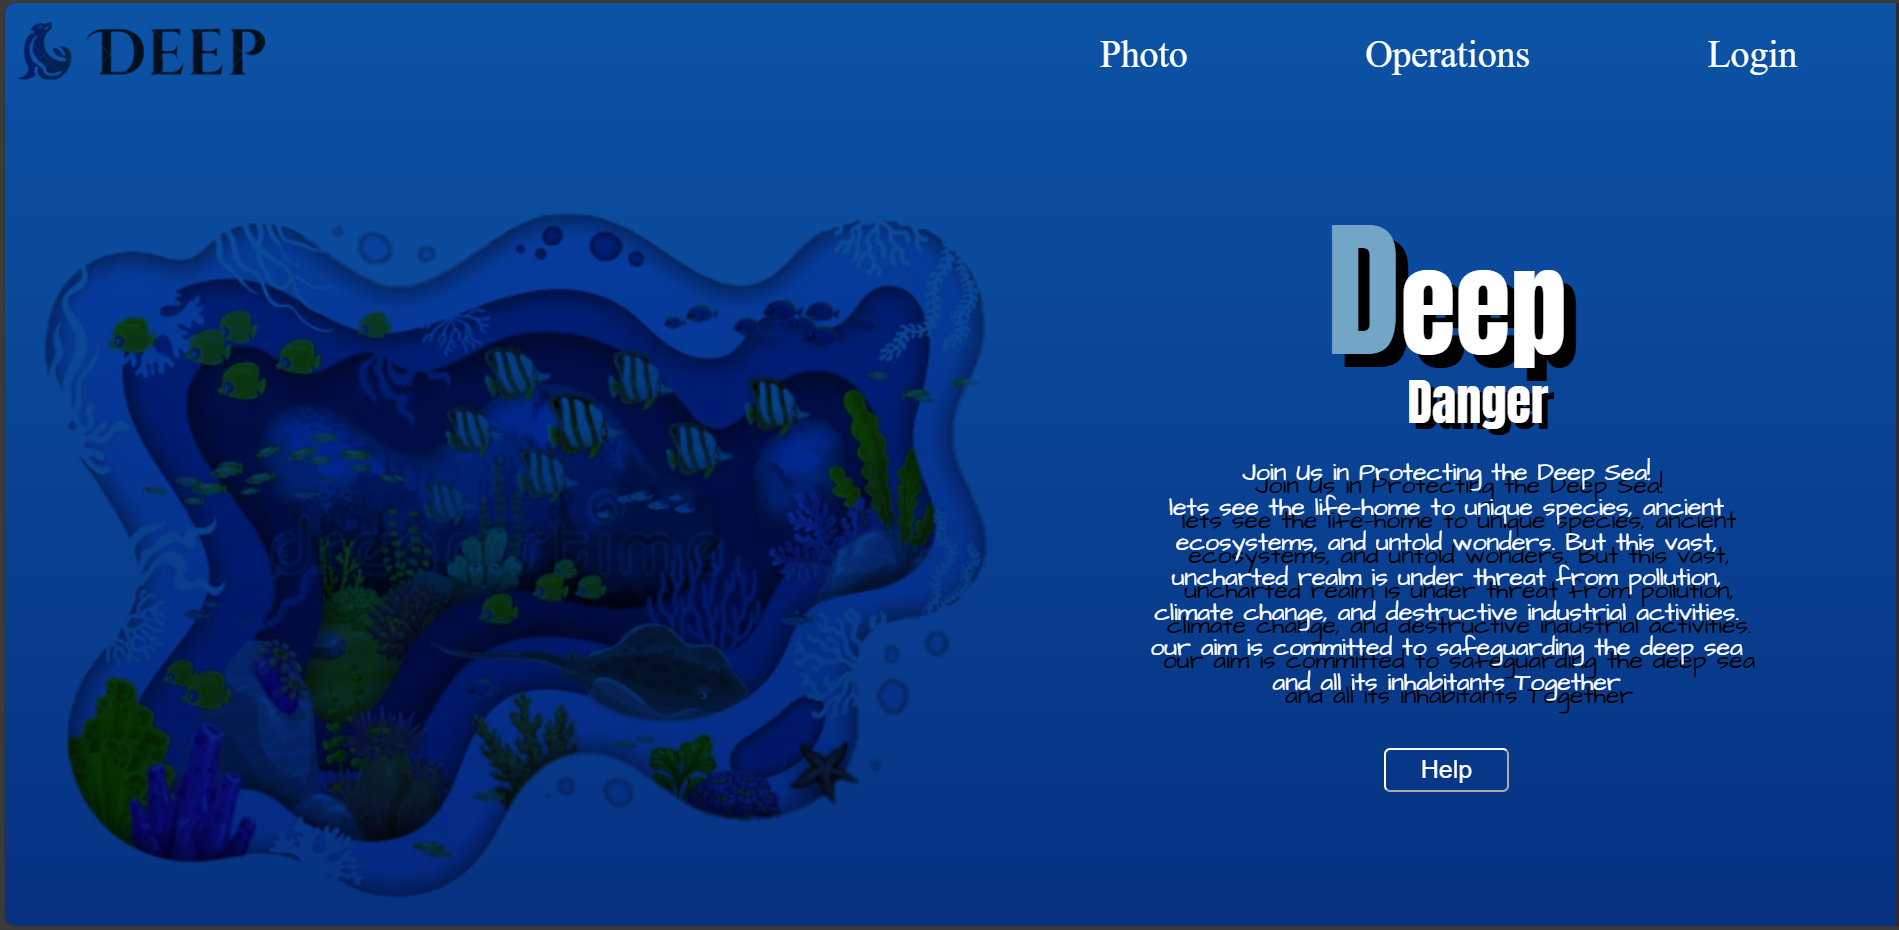 DEEP
Photo
Operations
Login
Deep
Danger
Join Us in Protecting the Deep Sea!
lets see the life-home to unique species, ancient
ecosystems, and untold wonders. But this vast,
uncharted realm is under threat from pollution,
climate change, and destructive industrial activities.
our aim is committed to safeguarding the deep sea
and all its inhabitants Together
Help
dreamstime